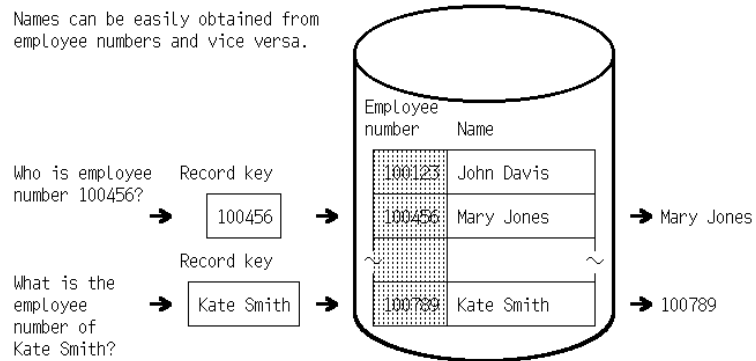 Names can be easily obtained from
employee numbers and vice versa.
Employee
number
Name
100123
John Davis
Who is employee
number 100456?
Record key
100456
100456
Mary Jones
Mary Jones
What is the
employee
number of
Kate Smith?
Record key
Kate Smith
100789
Kate Smith
100789